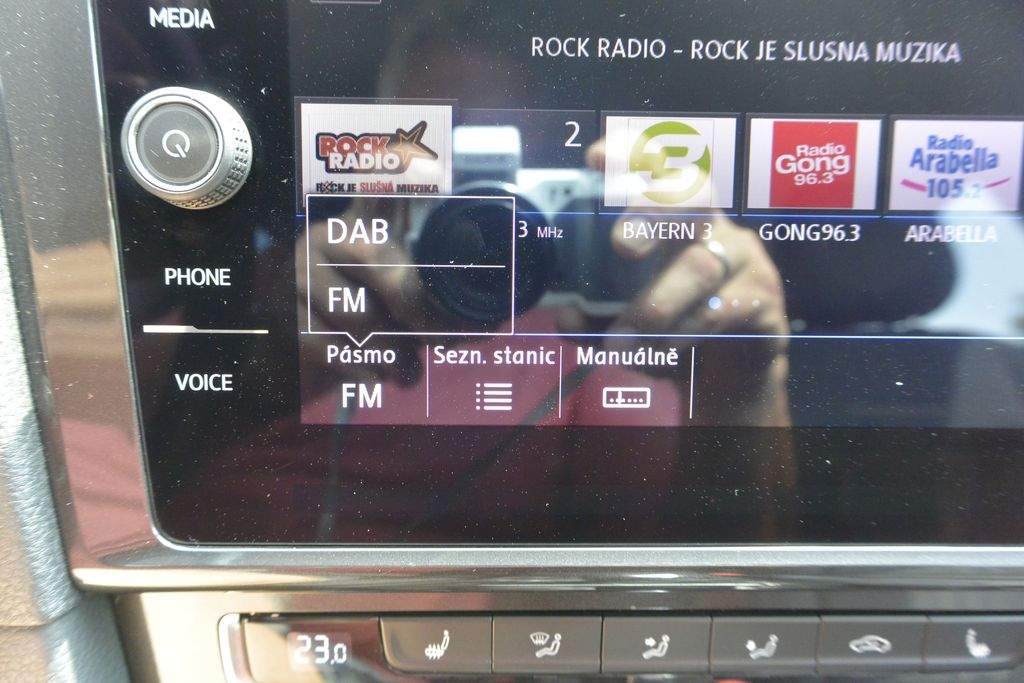 MEDIA
ROCK RADIO - ROCK JE SLUSNA MUZIKA
ROCK
RADIO
ROCK JE SLUŠNÁ MUZIKA
2
3
Radio
Gong
96.3
Radio
Arabella
105.2
3 MHz
BAYERN 3
GONG96.3
ARABELLA
DAB
FM
PHONE
VOICE
Pásmo
FM
Sezn. stanic
Manuálně
23.0